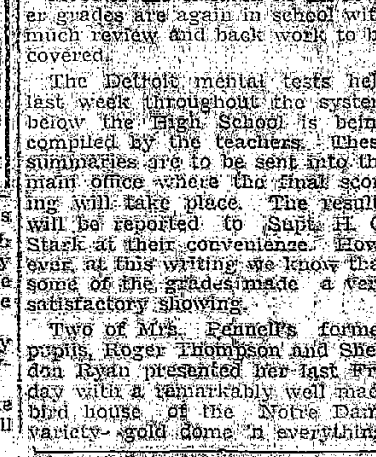 er grades are again in school wit
much review and back work to b
covered.
The Detroit mental tests hel
last week throughout the system
below the High School is bein
compiled by the teachers. Thes
summaries are to be sent into th
main office where the final scor
ing will take place. The result
will be reported to Supt. H. C
Stark at their convenience. How
ever, at this writing we know tha
some of the grades made a ver
satisfactory showing.
Two of Mrs. Pennell's forme
pupils, Roger Thompson and She
don Ryan presented her last Fri
day with a remarkably well mad
bird house of the Notre Dam
variety- gold dome 'n everything